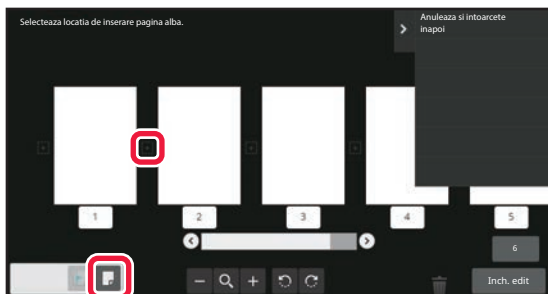 Selecteaza locatia de inserare pagina alba.
Anuleaza si intoarcete
inapoi
1
2
3
4
5
6
Inch. edit